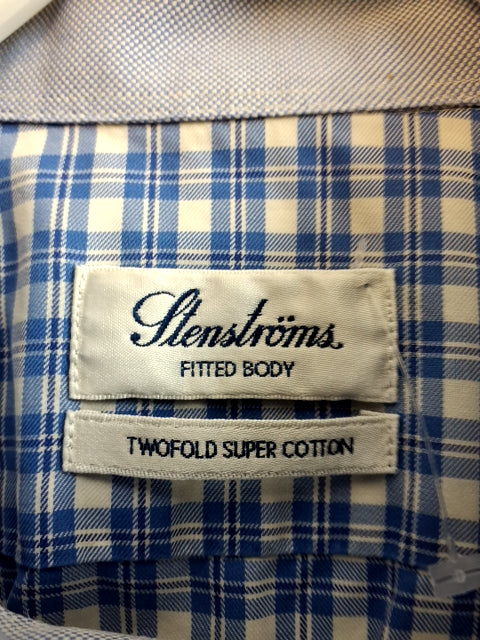 Stenströms
FITTED BODY
TWOFOLD SUPER COTTON